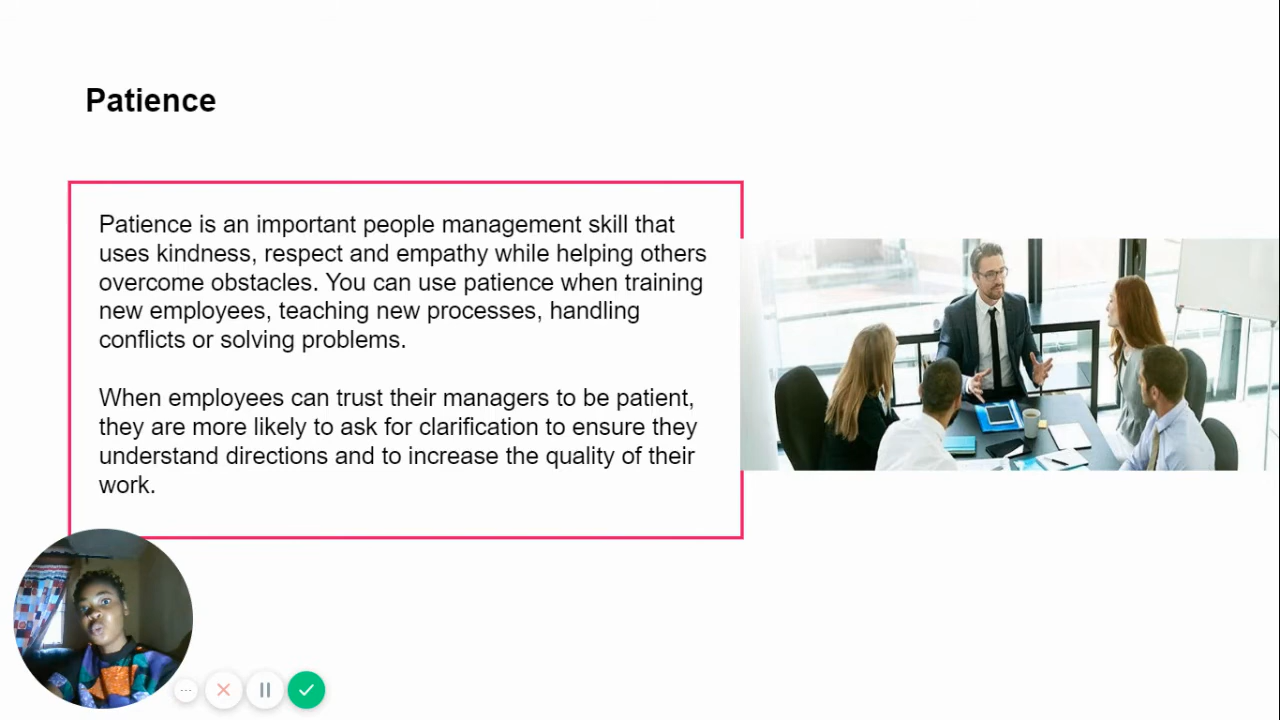 Patience
Patience is an important people management skill that
uses kindness, respect and empathy while helping others
overcome obstacles. You can use patience when training
new employees, teaching new processes, handling
conflicts or solving problems.
When employees can trust their managers to be patient,
they are more likely to ask for clarification to ensure they
understand directions and to increase the quality of their
work.